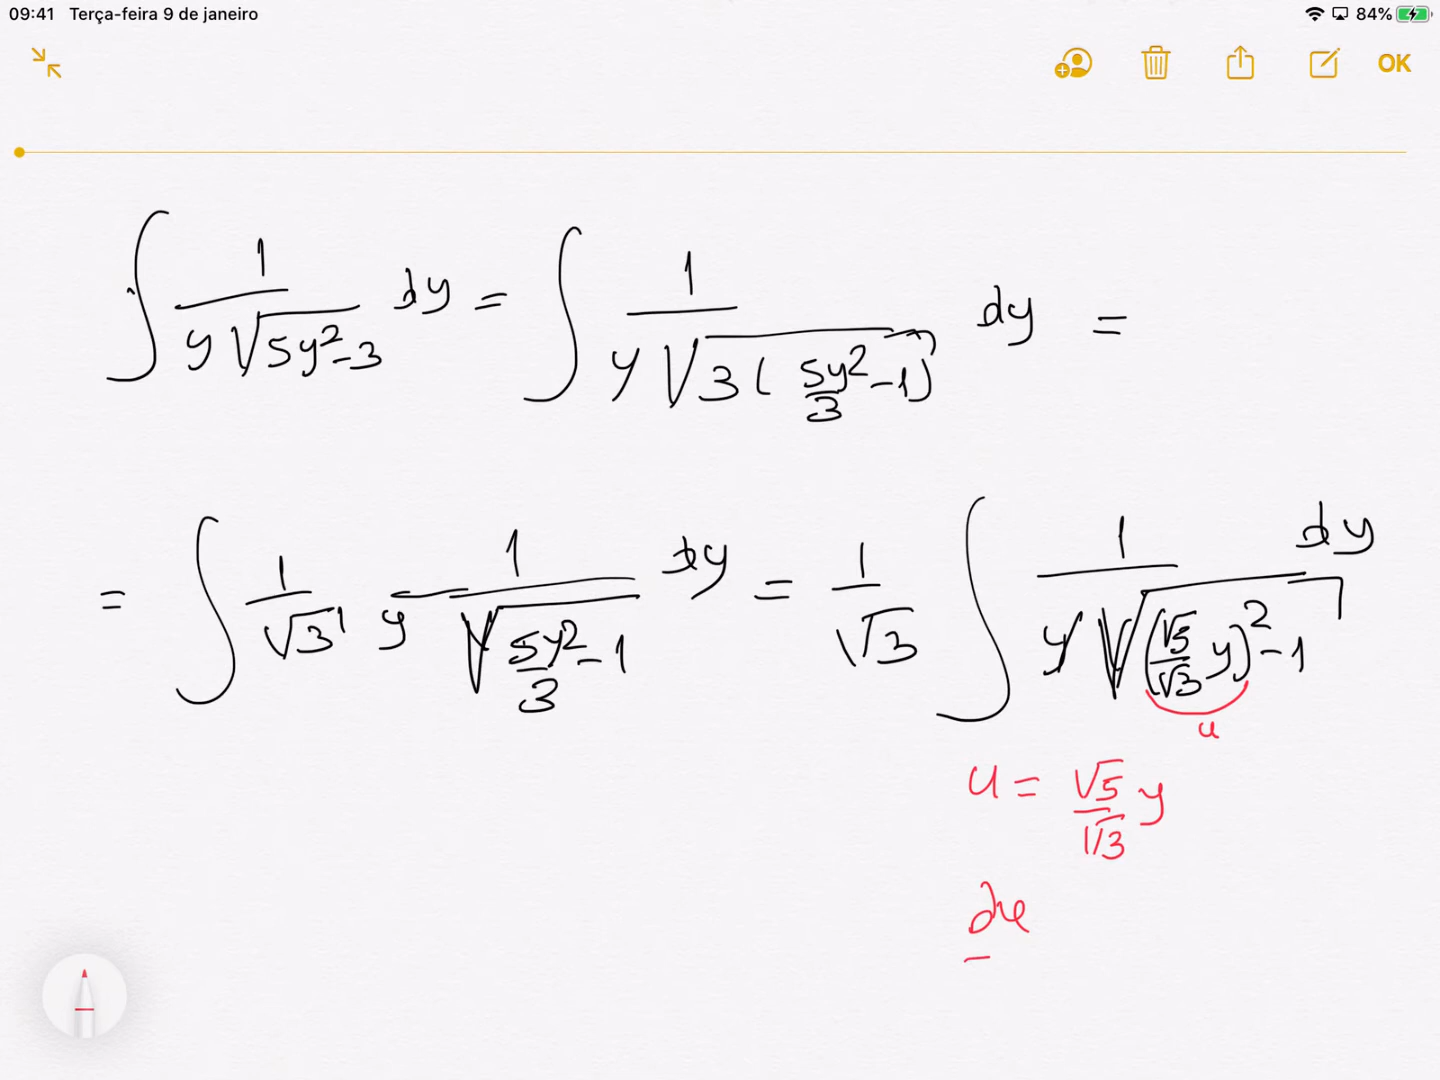 09:41 Terça-feira 9 de janeiro 84%
OK
∫ 1/(y√(5y²-3)) dy = ∫ 1/(y√(3(5y²/3-1))) dy =
= ∫ 1/√3 1/(y√(5y²/3-1)) dy = 1/√3 ∫ 1/(y√((√5/√3 y)²-1)) dy
u
u = √5/√3 y
du